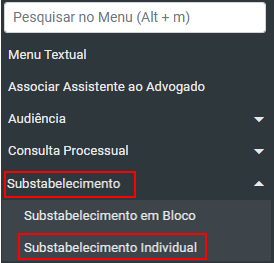 Pesquisar no Menu (Alt + m)
Menu Textual
Associar Assistente ao Advogado
Audiência
Consulta Processual
Substabelecimento
Substabelecimento em Bloco
Substabelecimento Individual